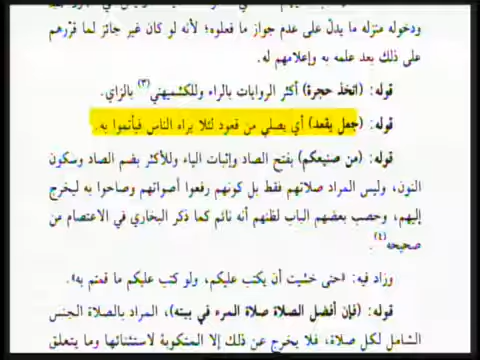 ودخوله منزله ما يدلّ على عدم جواز ما فعلوه؛ لأنه لو كان غير جائز لما قرّرهم
على ذلك بعد علمه به وإعلامهم له.
قوله: (اتخذ حجرة) أكثر الروايات بالراء وللكشميهني(٣) بالزاي.
قوله: (جعل يقعد) أي يصلي من قعود لئلا يراه الناس فيأتموا به.
قوله: (من صنيعكم) بفتح الصاد وإثبات الياء وللأكثر بضم الصاد وسكون
النون، وليس المراد صلاتهم فقط بل كونهم رفعوا أصواتهم وصاحوا به ليخرج
إليهم، وحصب بعضهم الباب لظنهم أنه نائم كما ذكر البخاري في الاعتصام من
صحيحه(٤).
وزاد فيه: «حتى خشيت أن يكتب عليكم، ولو كتب عليكم ما قمتم به».
قوله: (فإن أفضل الصلاة صلاة المرء في بيته)، المراد بالصلاة الجنس
الشامل لكل صلاة، فلا يخرج عن ذلك إلا المكتوبة لاستثنائها وما يتعلق